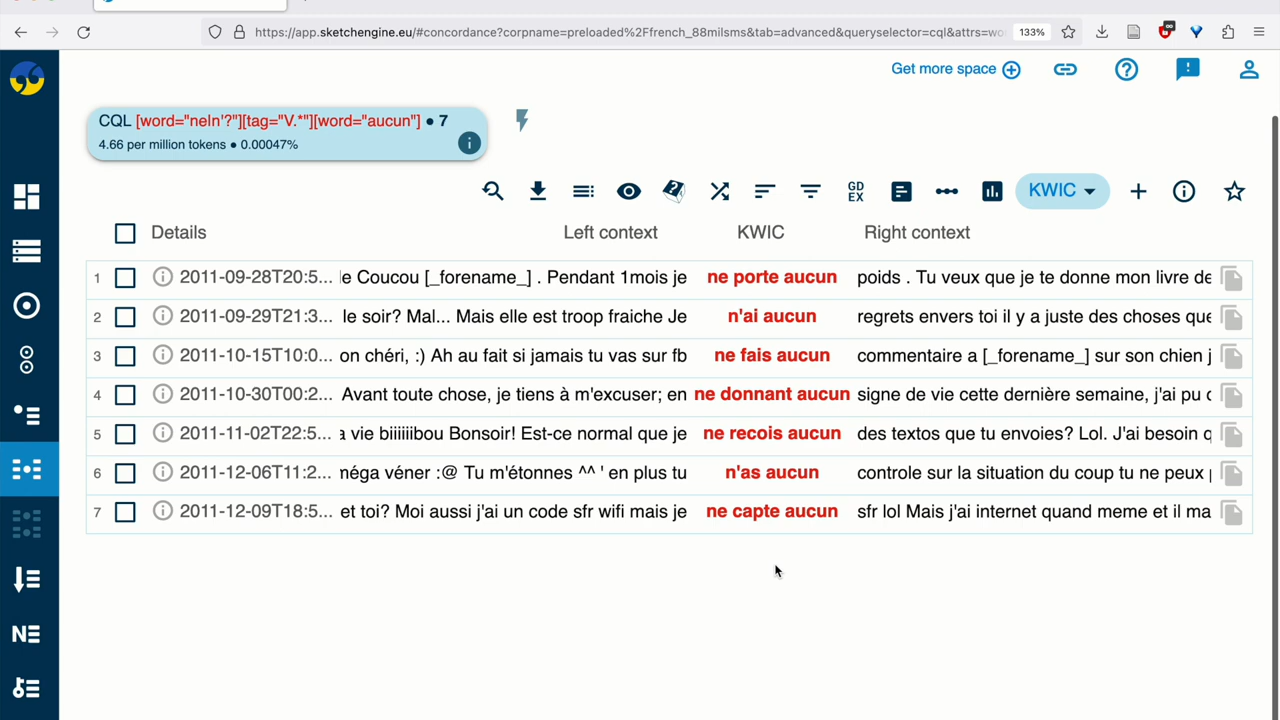 https://app.sketchengine.eu/#concordance?corpname=preloaded%2Ffrench_88milsms&tab=advanced&queryselector=cql&attrs=wo
133%
Get more space
CQL [word="ne|n'?"][tag="V.*"][word="aucun"] ● 7
4.66 per million tokens ● 0.00047%
GD
EX
KWIC
Details Left context KWIC Right context
1 2011-09-28T20:5... le Coucou [_forename_] . Pendant 1mois je ne porte aucun poids . Tu veux que je te donne mon livre de
2 2011-09-29T21:3... le soir? Mal... Mais elle est troop fraiche Je n'ai aucun regrets envers toi il y a juste des choses que
3 2011-10-15T10:0... on chéri, :) Ah au fait si jamais tu vas sur fb ne fais aucun commentaire a [_forename_] sur son chien j
4 2011-10-30T00:2... Avant toute chose, je tiens à m'excuser; en ne donnant aucun signe de vie cette dernière semaine, j'ai pu
5 2011-11-02T22:5... vie biiiiiibou Bonsoir! Est-ce normal que je ne recois aucun des textos que tu envoies? Lol. J'ai besoin
6 2011-12-06T11:2... néga véner :@ Tu m'étonnes ^^ ' en plus tu n'as aucun controle sur la situation du coup tu ne peux
7 2011-12-09T18:5... et toi? Moi aussi j'ai un code sfr wifi mais je ne capte aucun sfr lol Mais j'ai internet quand meme et il ma